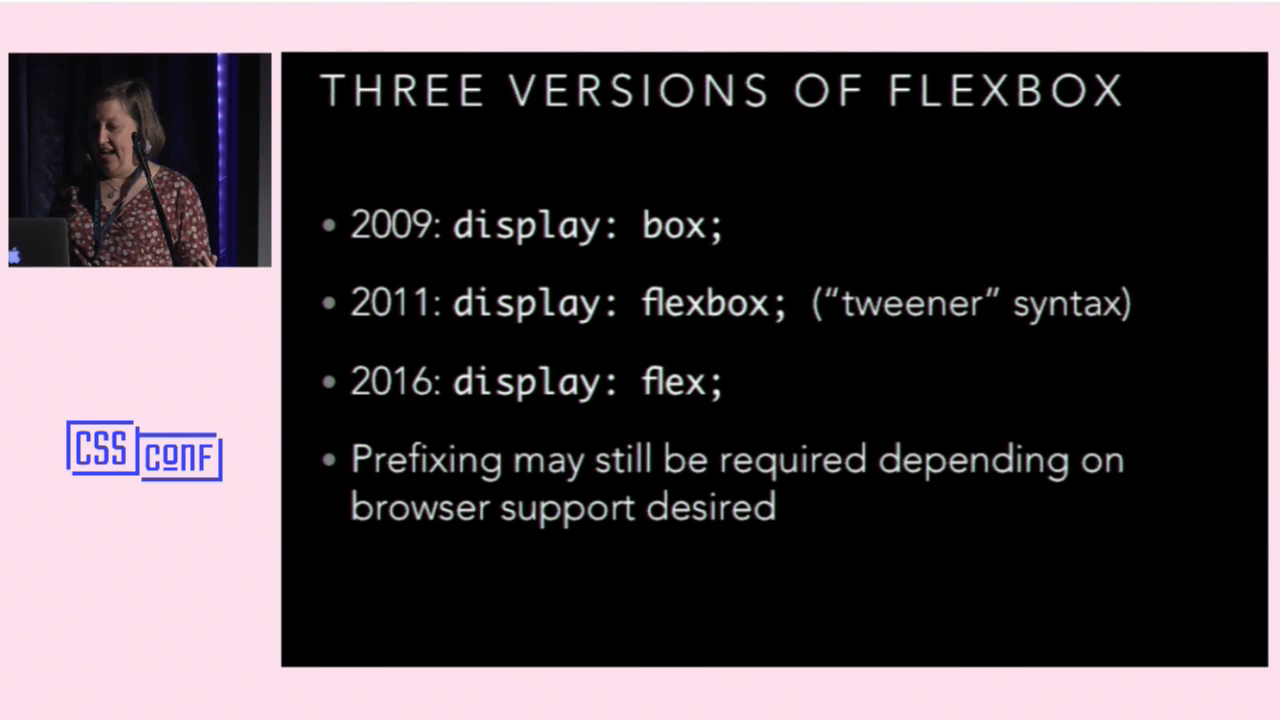 THREE VERSIONS OF FLEXBOX
• 2009: display: box;
• 2011: display: flexbox; (“tweener” syntax)
• 2016: display: flex;
• Prefixing may still be required depending on
browser support desired
CSS
CONF